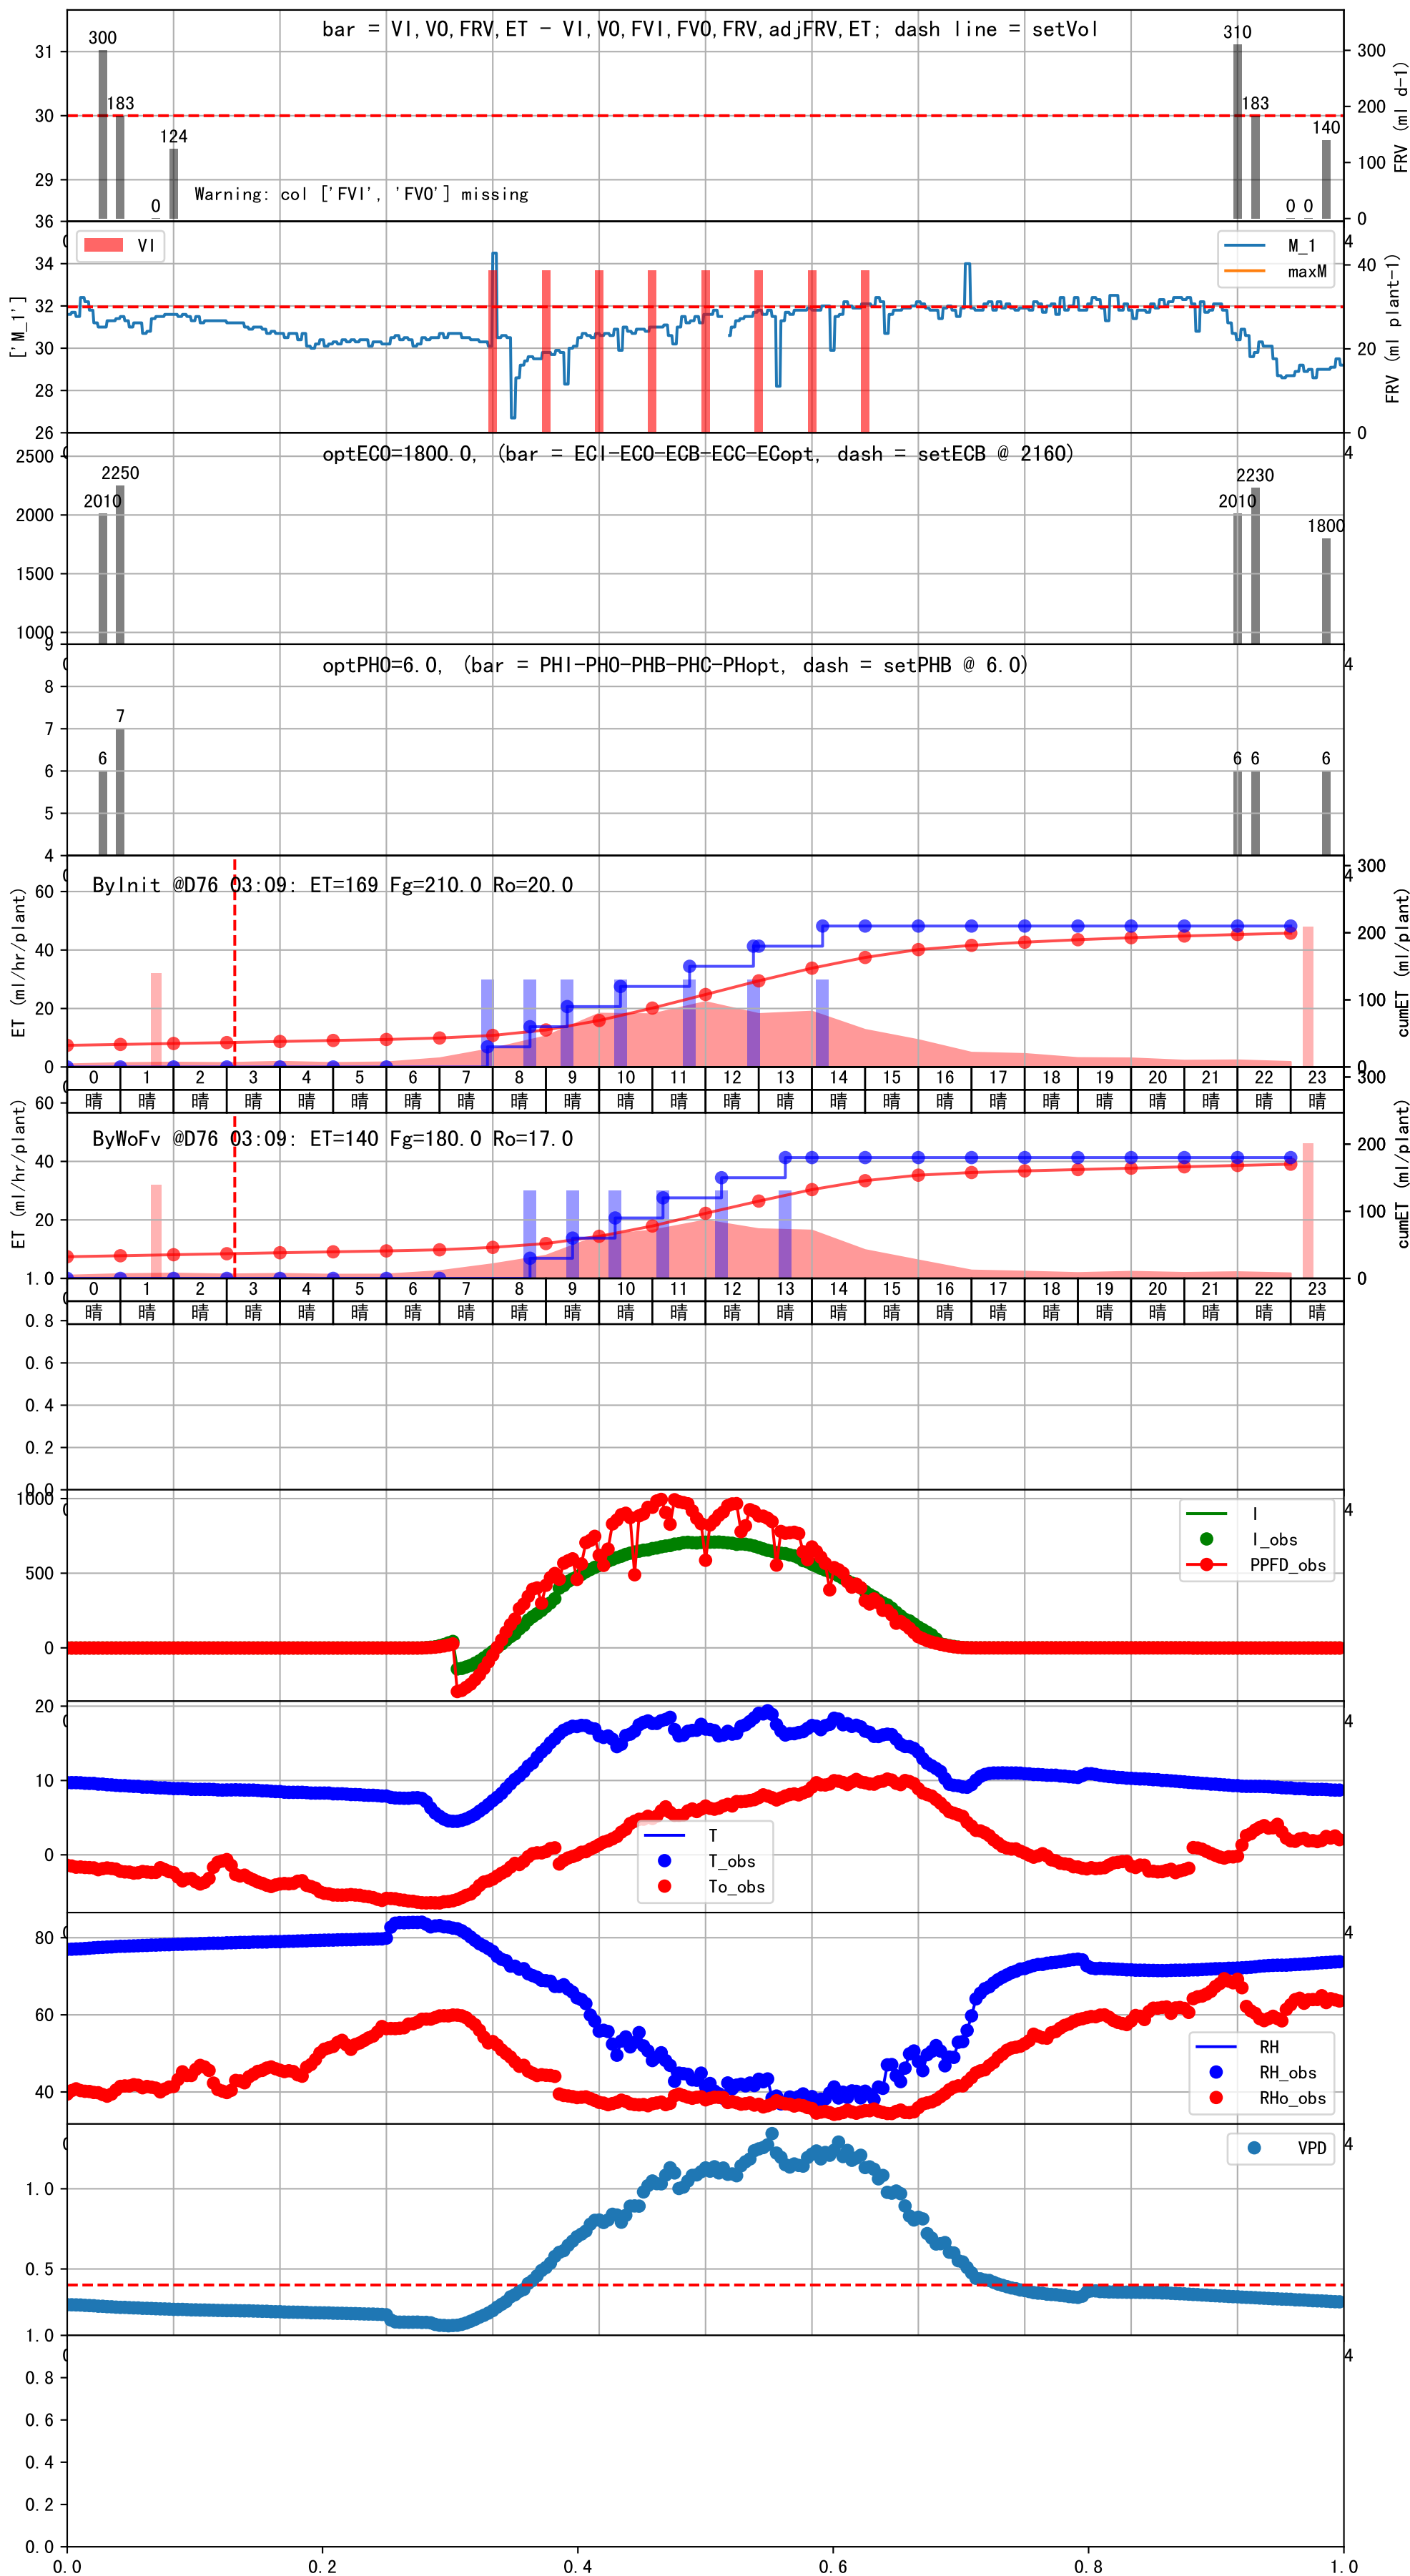 bar = VI,VO,FRV,ET - VI,VO,FVI,FVO,FRV,adjFRV,ET; dash line = setVol
300
183
0
124
310
183
0
0
140
Warning: col ['FVI', 'FVO'] missing
31
30
29
300
200
100
0
FRV (ml d-1)
VI
M_1
maxM
36
34
32
30
28
26
['M_1']
40
20
0
FRV (ml plant-1)
4
optECO=1800.0, (bar = ECI-ECO-ECB-ECC-ECopt, dash = setECB @ 2160)
2010
2250
2010
2230
1800
2500
2000
1500
1000
4
optPHO=6.0, (bar = PHI-PHO-PHB-PHC-PHopt, dash = setPHB @ 6.0)
6
7
6
6
6
9
8
7
6
5
4
4
ByInit @D76 03:09: ET=169 Fg=210.0 Ro=20.0
60
40
20
0
ET (ml/hr/plant)
300
200
100
0
cumET (ml/plant)
4
0 1 2 3 4 5 6 7 8 9 10 11 12 13 14 15 16 17 18 19 20 21 22 23
晴 晴 晴 晴 晴 晴 晴 晴 晴 晴 晴 晴 晴 晴 晴 晴 晴 晴 晴 晴 晴 晴 晴 晴
ByWoFv @D76 03:09: ET=140 Fg=180.0 Ro=17.0
60
40
20
ET (ml/hr/plant)
300
200
100
0
cumET (ml/plant)
0 1 2 3 4 5 6 7 8 9 10 11 12 13 14 15 16 17 18 19 20 21 22 23
晴 晴 晴 晴 晴 晴 晴 晴 晴 晴 晴 晴 晴 晴 晴 晴 晴 晴 晴 晴 晴 晴 晴 晴
1.0
0.8
0.6
0.4
0.2
0.0
4
1000
500
0
I
I_obs
PPFD_obs
4
20
10
0
T
T_obs
To_obs
4
80
60
40
RH
RH_obs
RHo_obs
4
1.0
0.5
VPD
4
1.0
0.8
0.6
0.4
0.2
0.0
0.0 0.2 0.4 0.6 0.8 1.0